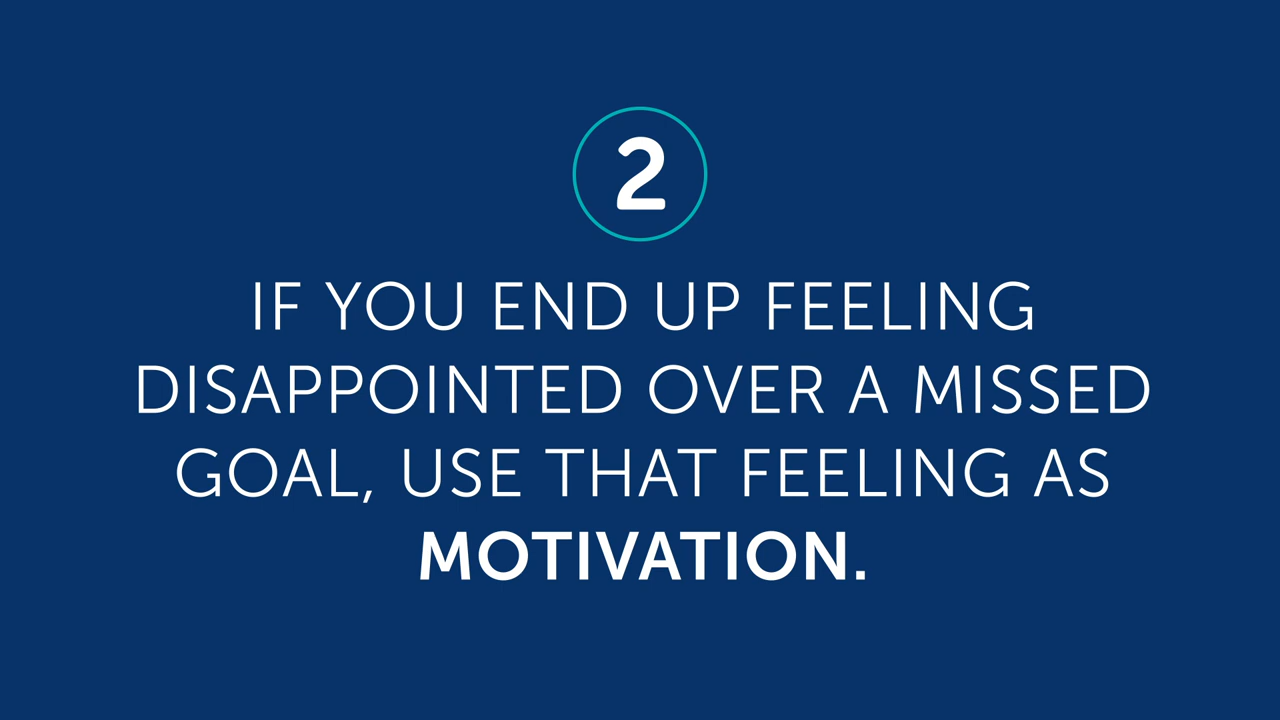 2
IF YOU END UP FEELING
DISAPPOINTED OVER A MISSED
GOAL, USE THAT FEELING AS
MOTIVATION.